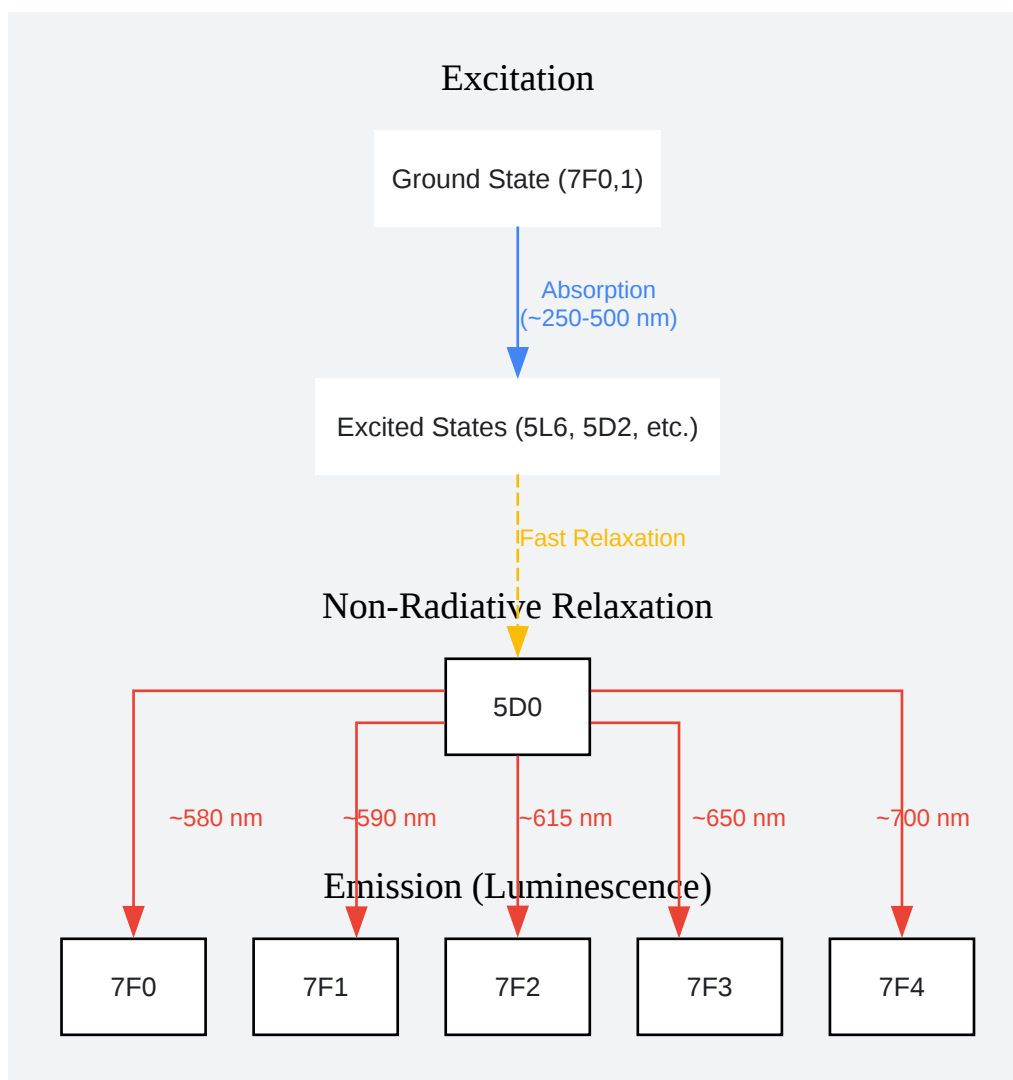 Excitation
Ground State (7F0,1)
Absorption
(~250-500 nm)
Excited States (5L6, 5D2, etc.)
Fast Relaxation
Non-Radiative Relaxation
5D0
~580 nm
~590 nm
~615 nm
~650 nm
~700 nm
Emission (Luminescence)
7F0
7F1
7F2
7F3
7F4